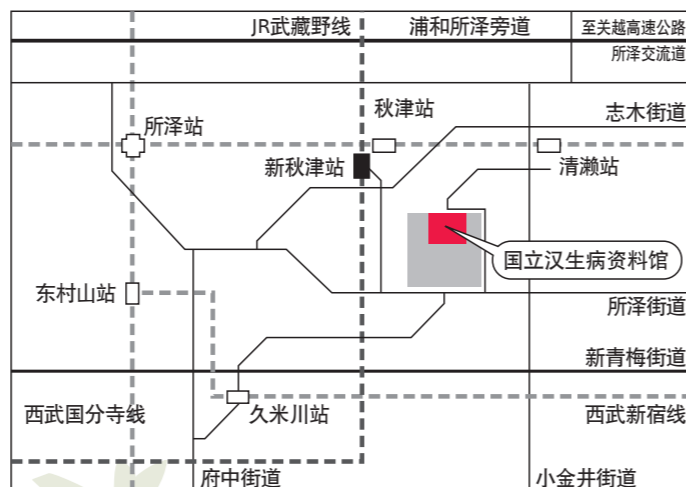 JR武藏野线
浦和所泽旁道
至关越高速公路
所泽交流道
秋津站
志木街道
所泽站
新秋津站
清濑站
国立汉生病资料馆
东村山站
所泽街道
新青梅街道
西武国分寺线
久米川站
西武新宿线
府中街道
小金井街道